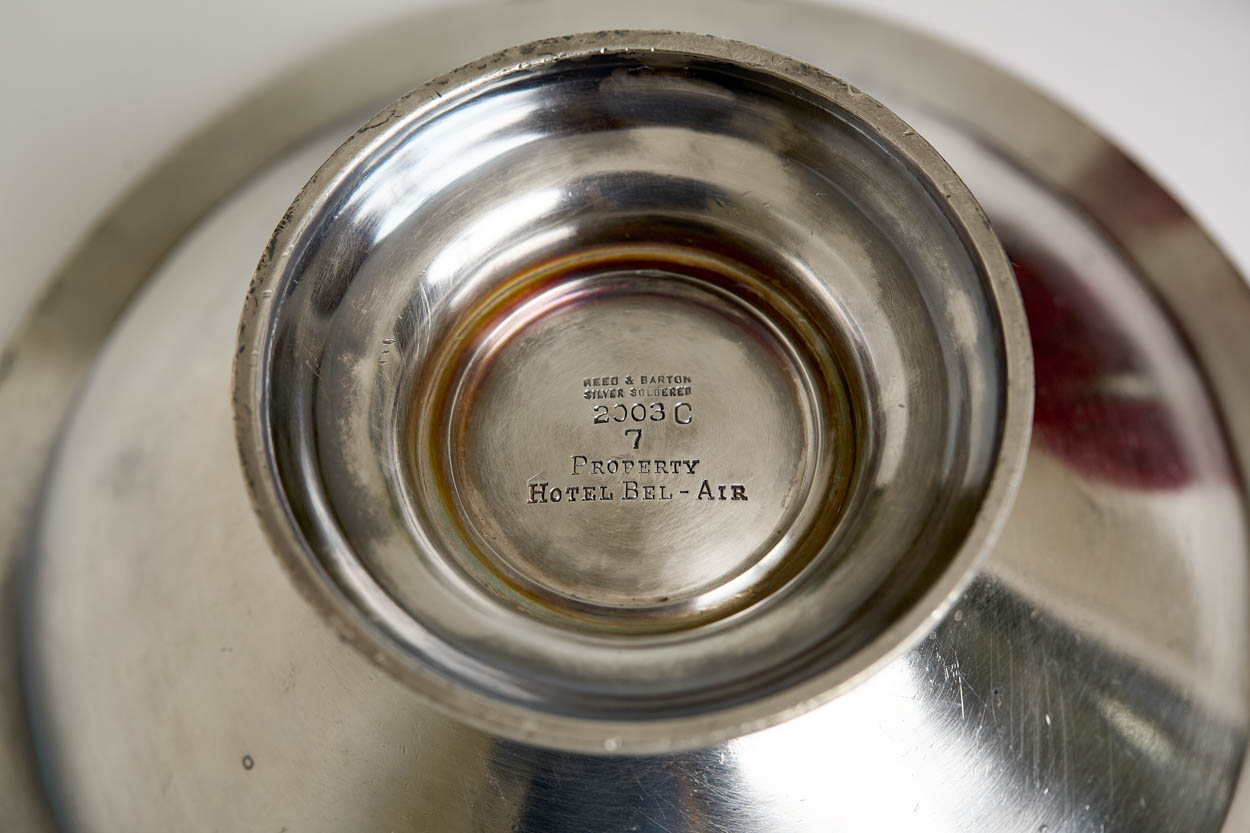 REED & BARTON
SILVER SOLDERED
2003 C
7
PROPERTY
HOTEL BEL-AIR